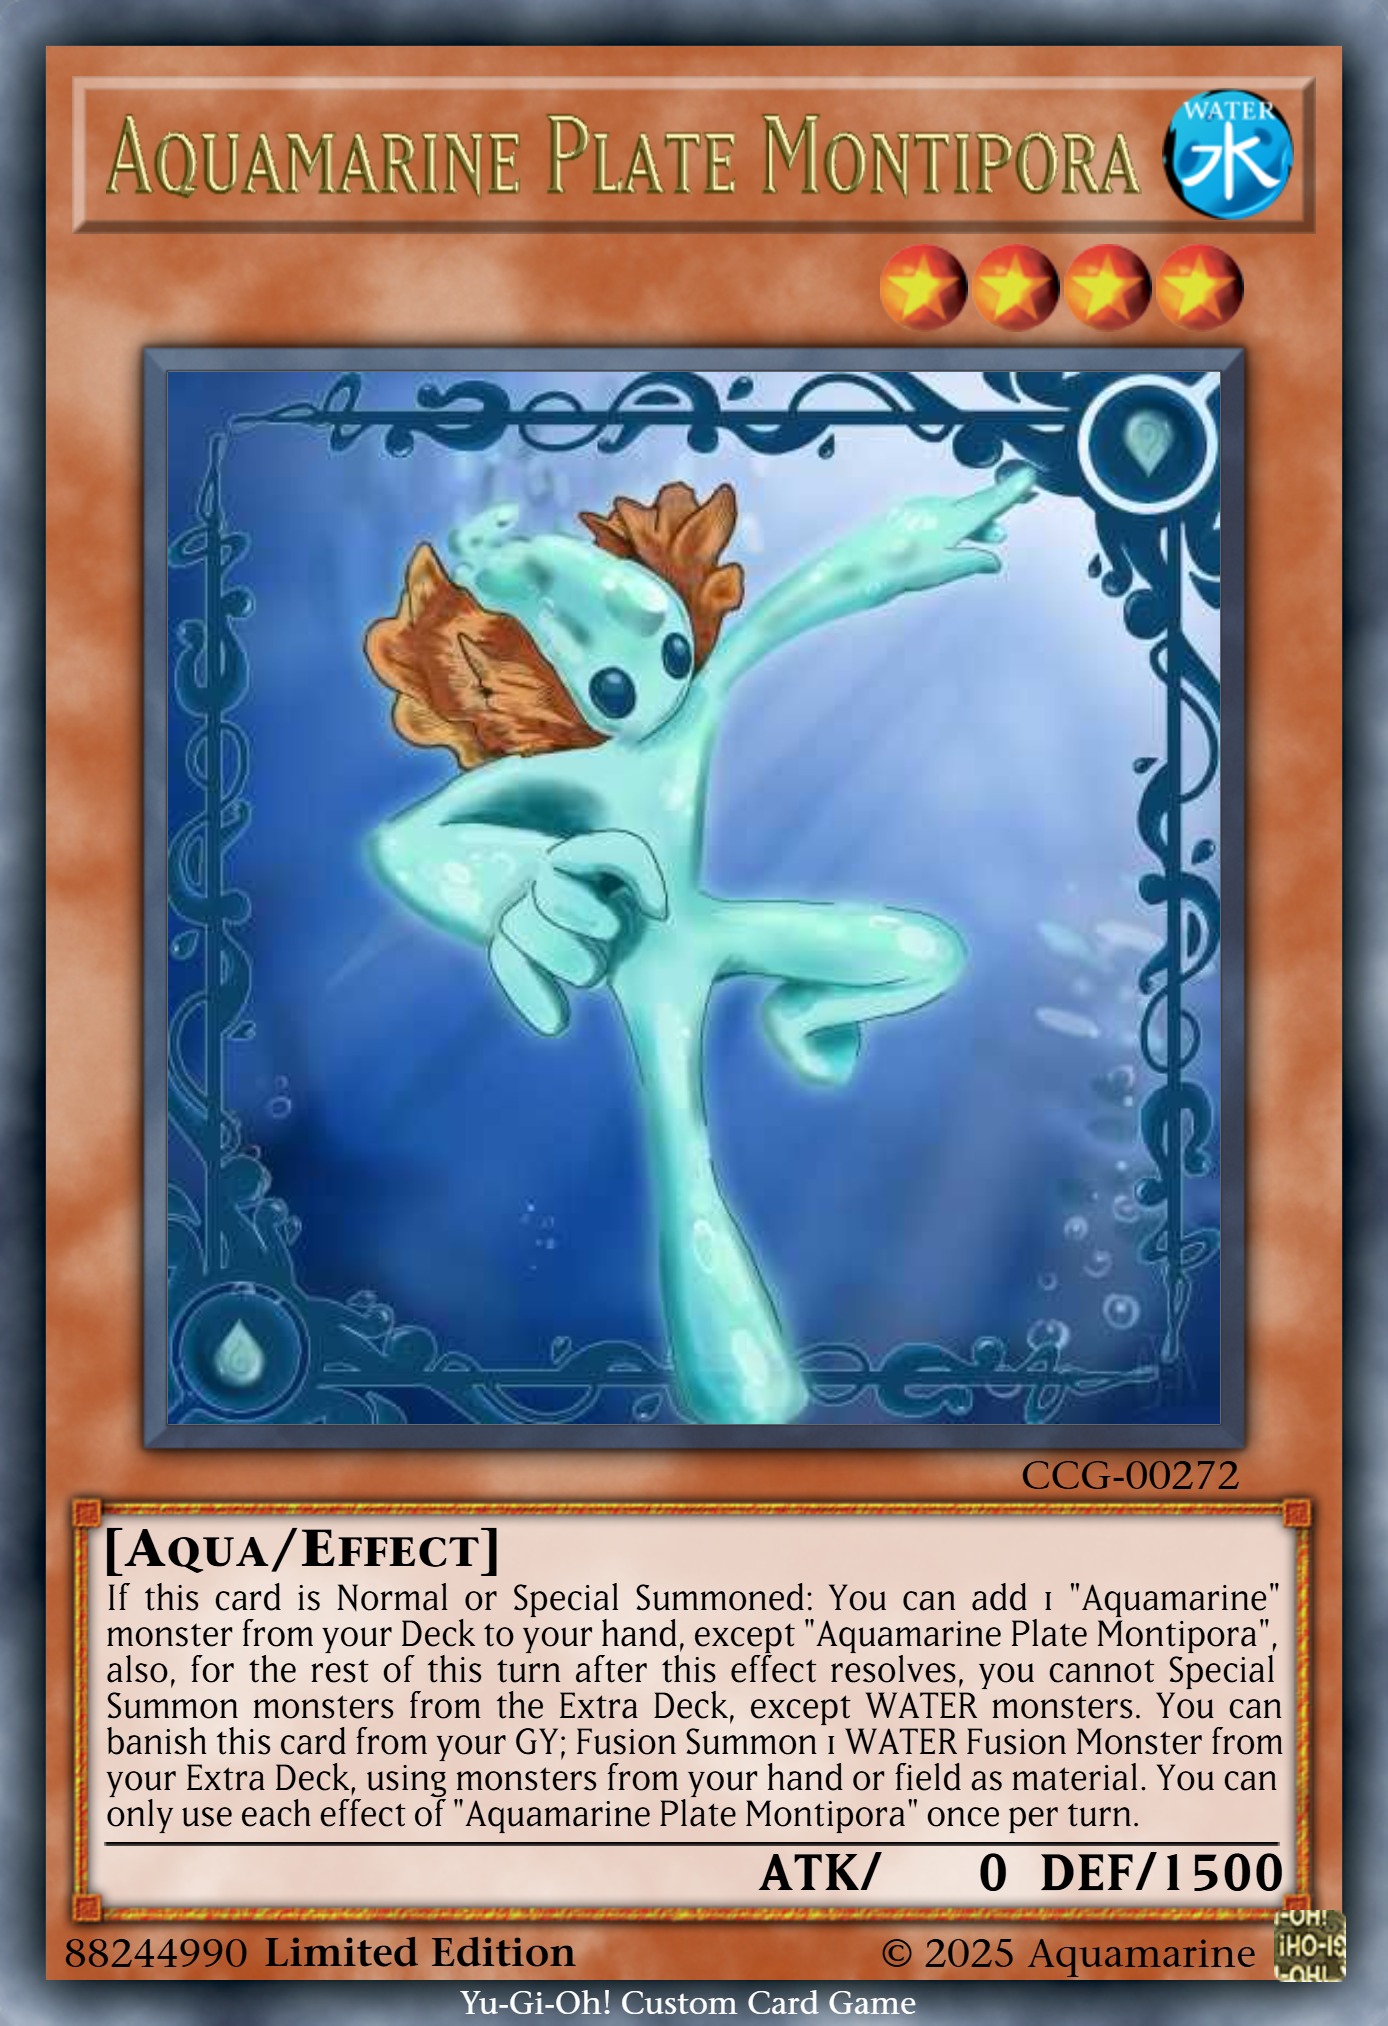 Aquamarine Plate Montipora
WATER
水
CCG-00272
[Aqua/Effect]
If this card is Normal or Special Summoned: You can add 1 "Aquamarine"
monster from your Deck to your hand, except "Aquamarine Plate Montipora",
also, for the rest of this turn after this effect resolves, you cannot Special
Summon monsters from the Extra Deck, except WATER monsters. You can
banish this card from your GY; Fusion Summon 1 WATER Fusion Monster from
your Extra Deck, using monsters from your hand or field as material. You can
only use each effect of "Aquamarine Plate Montipora" once per turn.
ATK/ 0 DEF/1500
88244990 Limited Edition
© 2025 Aquamarine
Yu-Gi-Oh! Custom Card Game